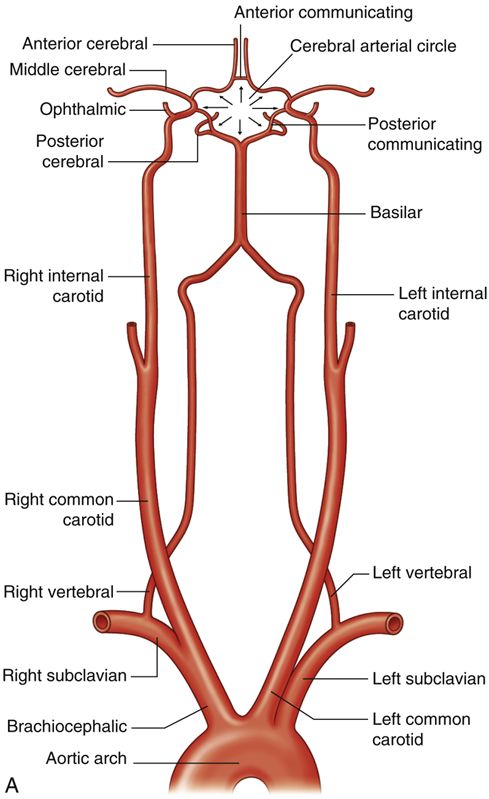 Anterior communicating
Anterior cerebral
Cerebral arterial circle
Middle cerebral
Ophthalmic
Posterior
communicating
Posterior
cerebral
Basilar
Right internal
carotid
Left internal
carotid
Right common
carotid
Left vertebral
Right vertebral
Right subclavian
Left subclavian
Brachiocephalic
Left common
carotid
Aortic arch
A